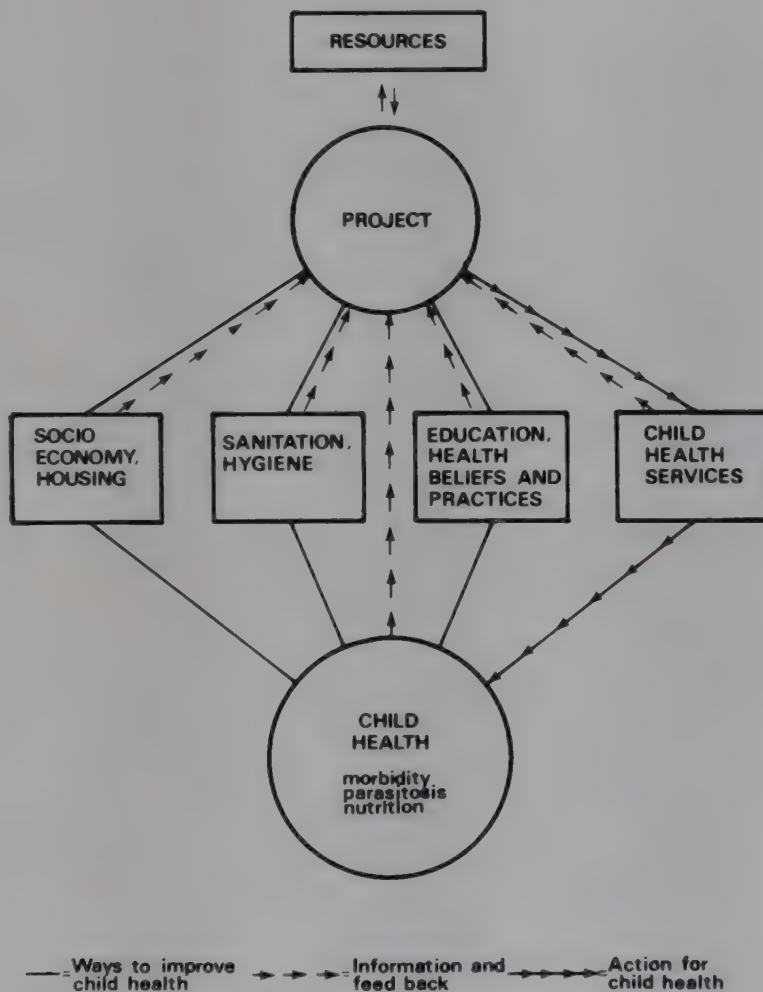 RESOURCES
PROJECT
SOCIO
ECONOMY.
HOUSING
SANITATION.
HYGIENE
EDUCATION.
HEALTH
BELIEFS AND
PRACTICES
CHILD
HEALTH
SERVICES
CHILD
HEALTH
morbidity
parasitosis
nutrition
=Ways to improve
child health
=Information and
feed back
=Action for
child health